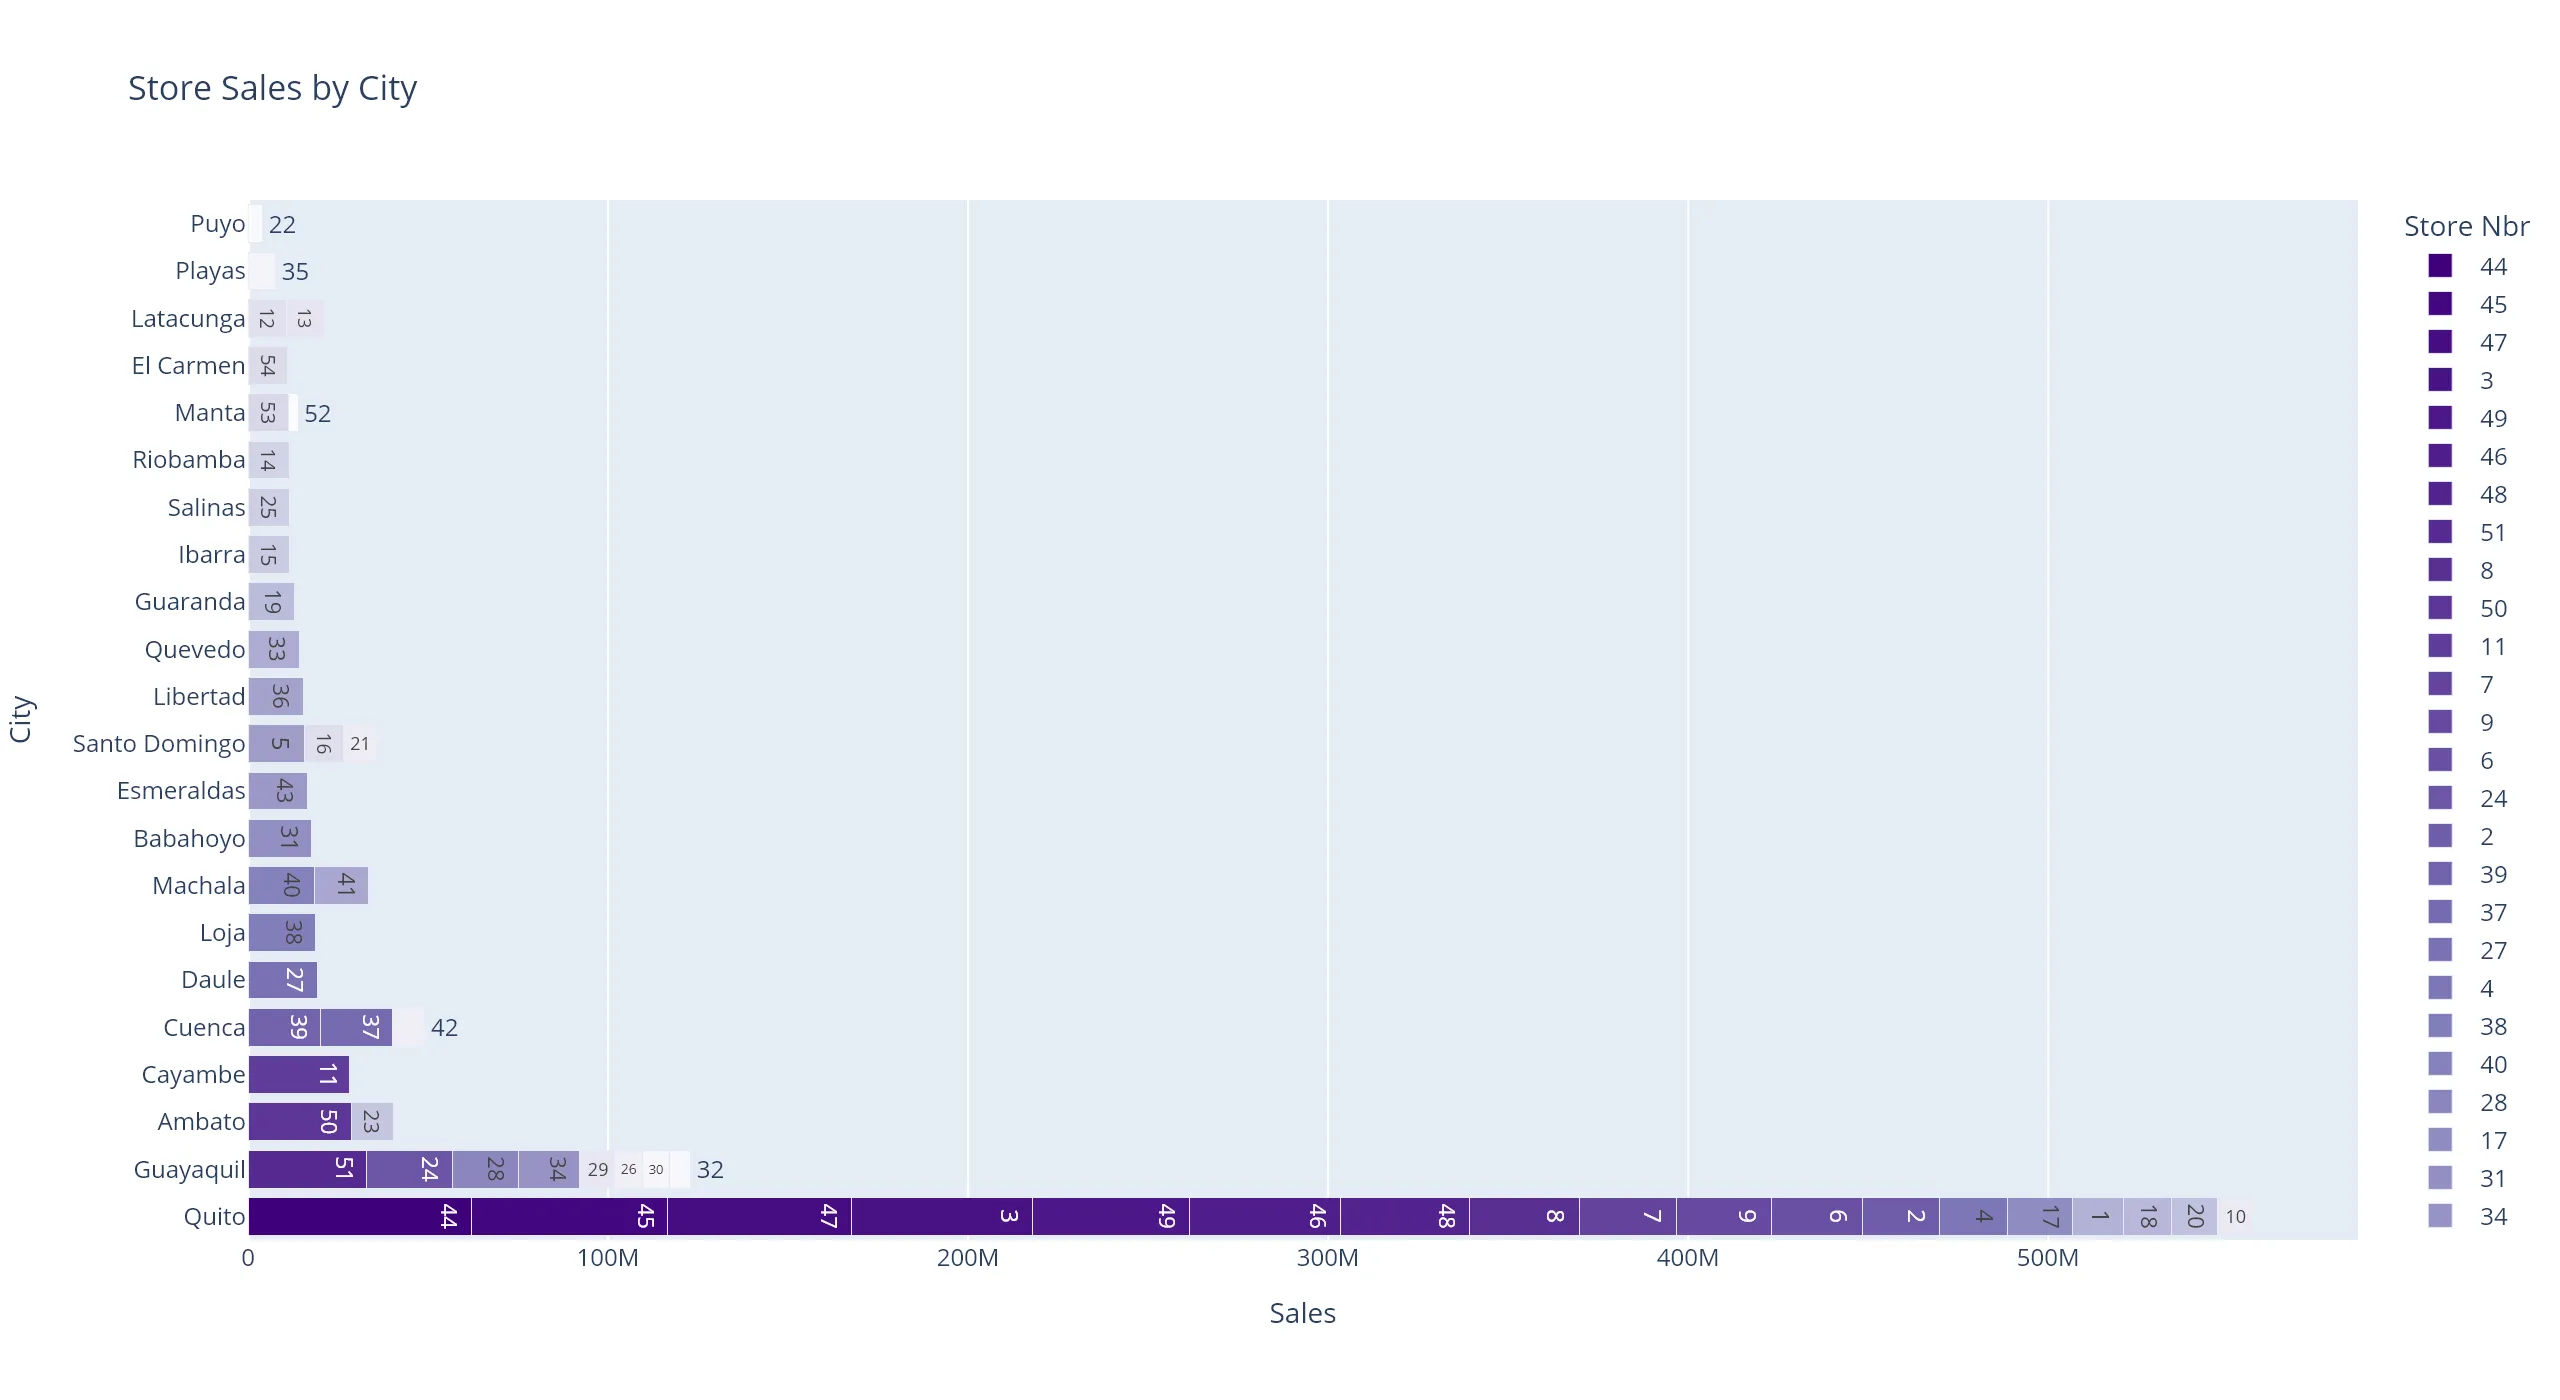 Store Sales by City
City
Puyo 22
Playas 35
Latacunga 12 13
El Carmen 54
Manta 53 52
Riobamba 14
Salinas 25
Ibarra 15
Guaranda 19
Quevedo 33
Libertad 36
Santo Domingo 5 16 21
Esmeraldas 43
Babahoyo 31
Machala 40 41
Loja 38
Daule 27
Cuenca 39 37 42
Cayambe 11
Ambato 50 23
Guayaquil 51 24 28 34 29 26 30 32
Quito 44 45 47 3 49 46 48 8 7 9 6 2 4 17 1 18 20 10
0 100M 200M 300M 400M 500M
Sales
Store Nbr
44
45
47
3
49
46
48
51
8
50
11
7
9
6
24
2
39
37
27
4
38
40
28
17
31
34